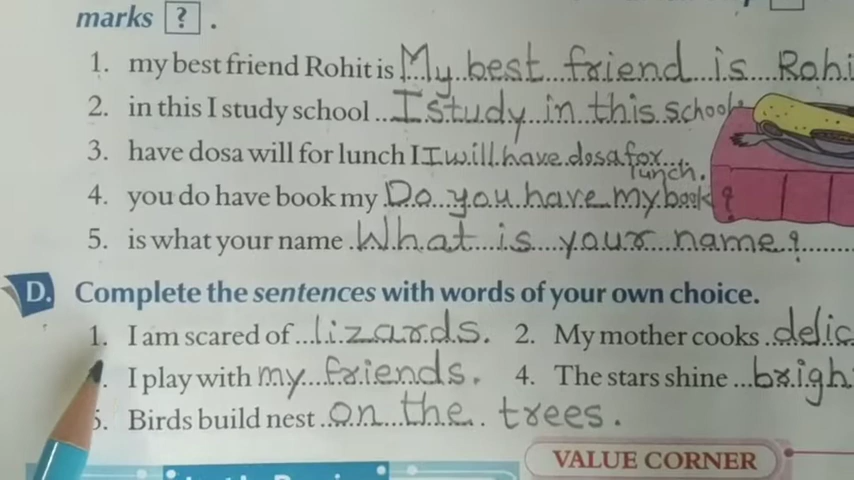 marks ? .
1. my best friend Rohit is My best friend is Rohi
2. in this I study school I study in this school.
3. have dosa will for lunch I I will have dosa for
lunch.
4. you do have book my Do you have my book ?
5. is what your name What is your name ?
D. Complete the sentences with words of your own choice.
1. I am scared of lizards. 2. My mother cooks delic
. I play with my friends. 4. The stars shine brigh
5. Birds build nest on the trees.
VALUE CORNER